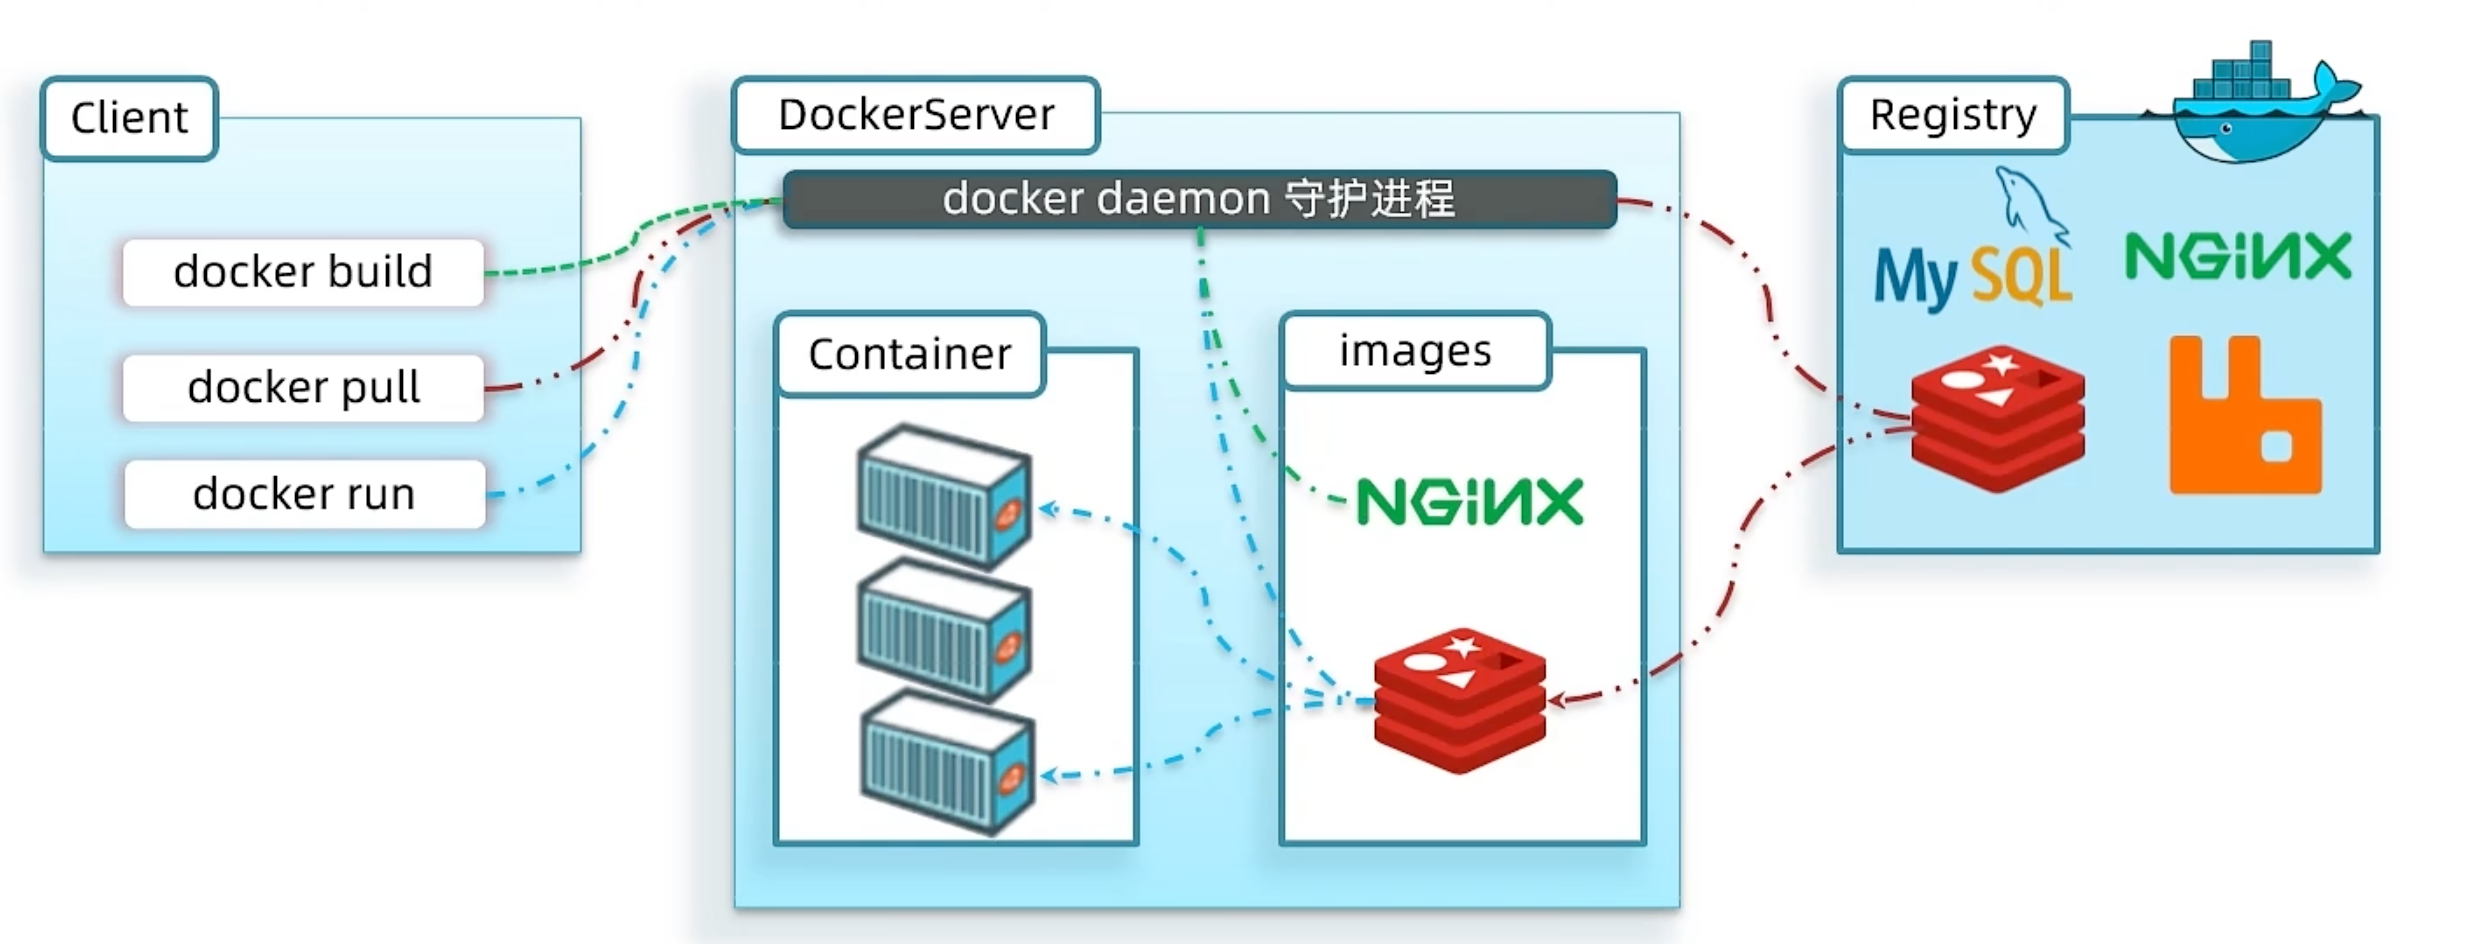 Client
docker build
docker pull
docker run
DockerServer
docker daemon 守护进程
Container
images
NGINX
Registry
MySQL
NGINX